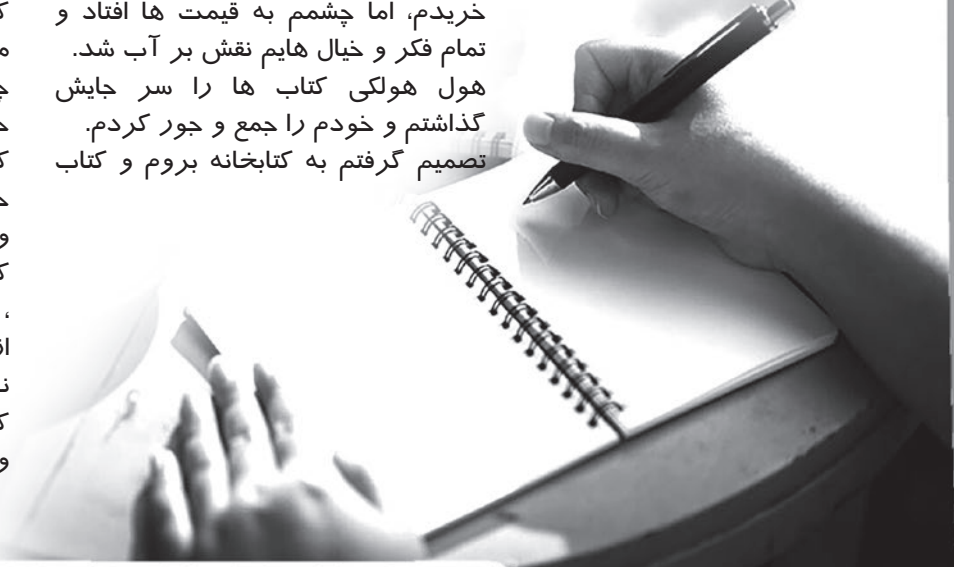 خریدم، اما چشمم به قیمت ها افتاد و
تمام فکر و خیال هایم نقش بر آب شد.
هول هولکی کتاب ها را سر جایش
گذاشتم و خودم را جمع و جور کردم.
تصمیم گرفتم به کتابخانه بروم و کتاب